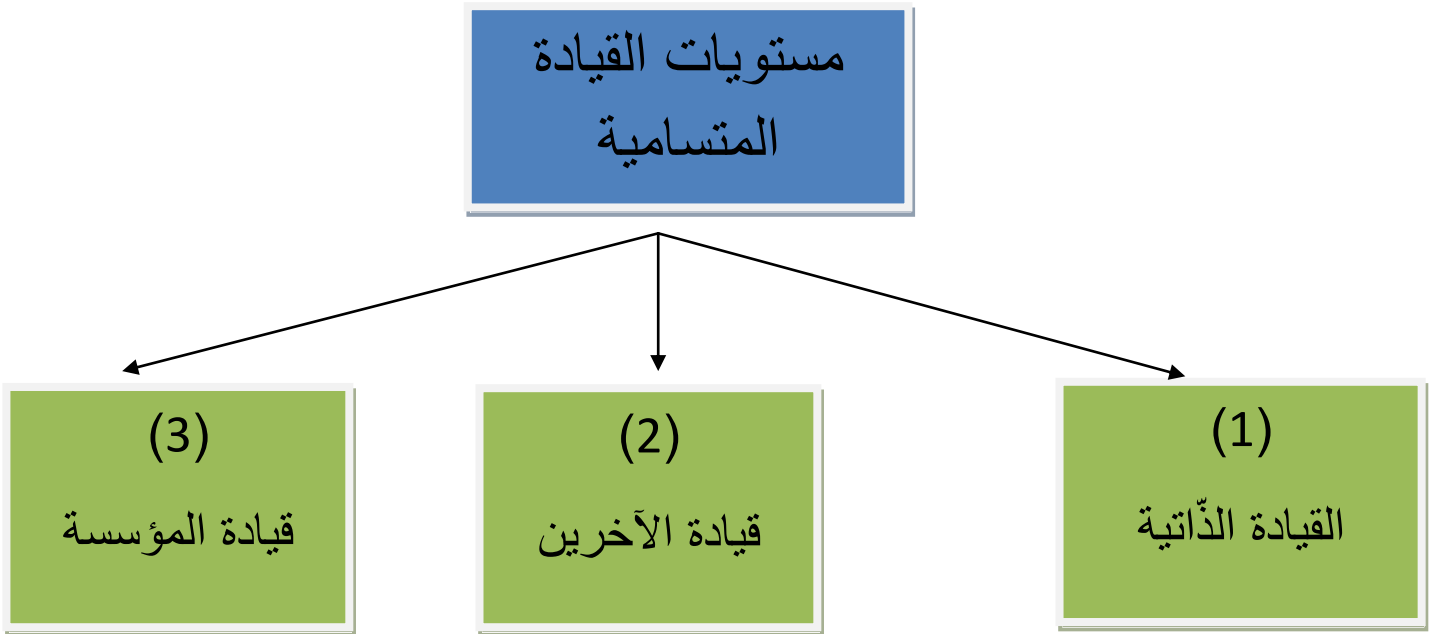 مستويات القيادة
المتسامية
(1)
القيادة الذّاتية
(2)
قيادة الآخرين
(3)
قيادة المؤسسة